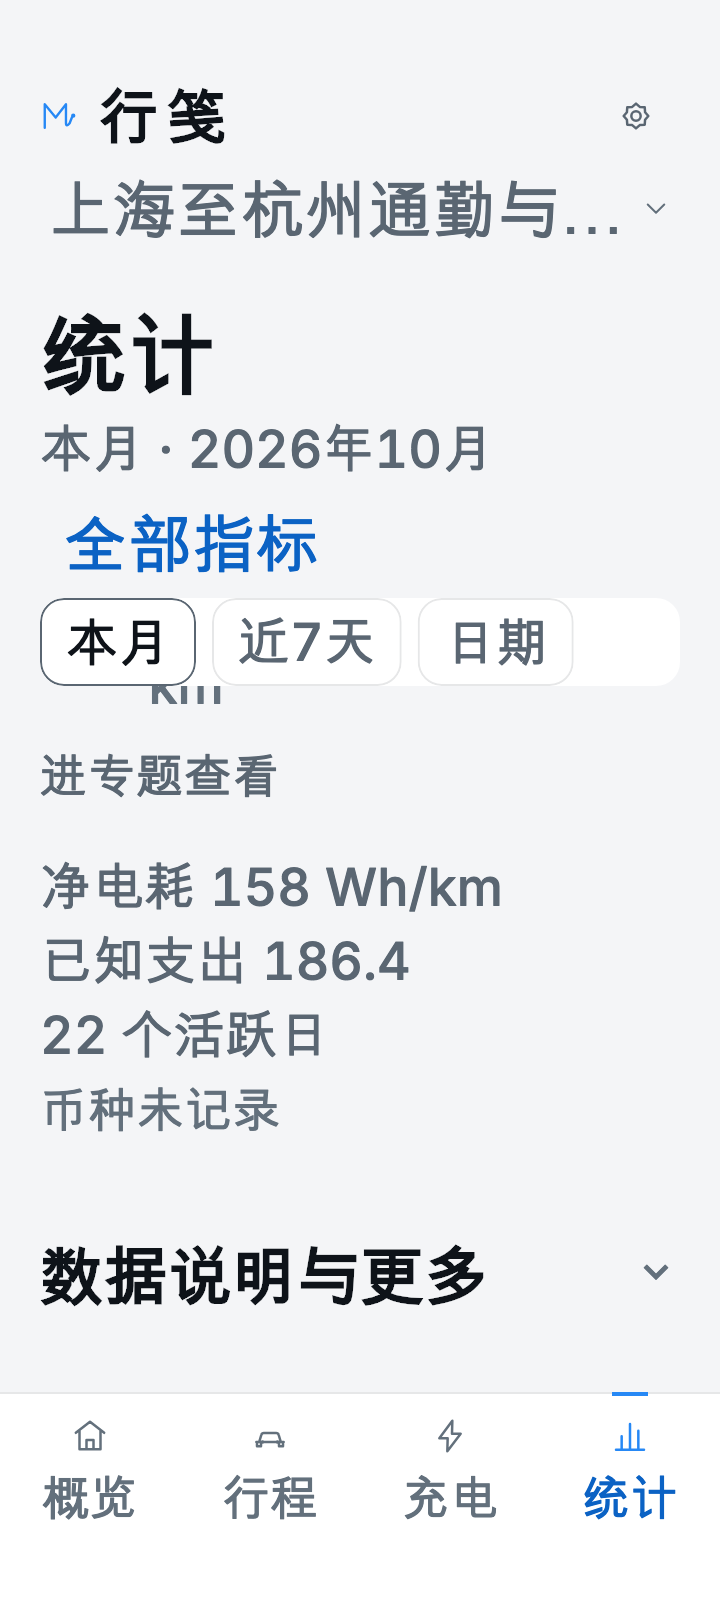 行笺
上海至杭州通勤与...
统计
本月 · 2026年10月
全部指标
本月 近7天 日期
km
进专题查看
净电耗 158 Wh/km
已知支出 186.4
22 个活跃日
币种未记录
数据说明与更多
概览 行程 充电 统计